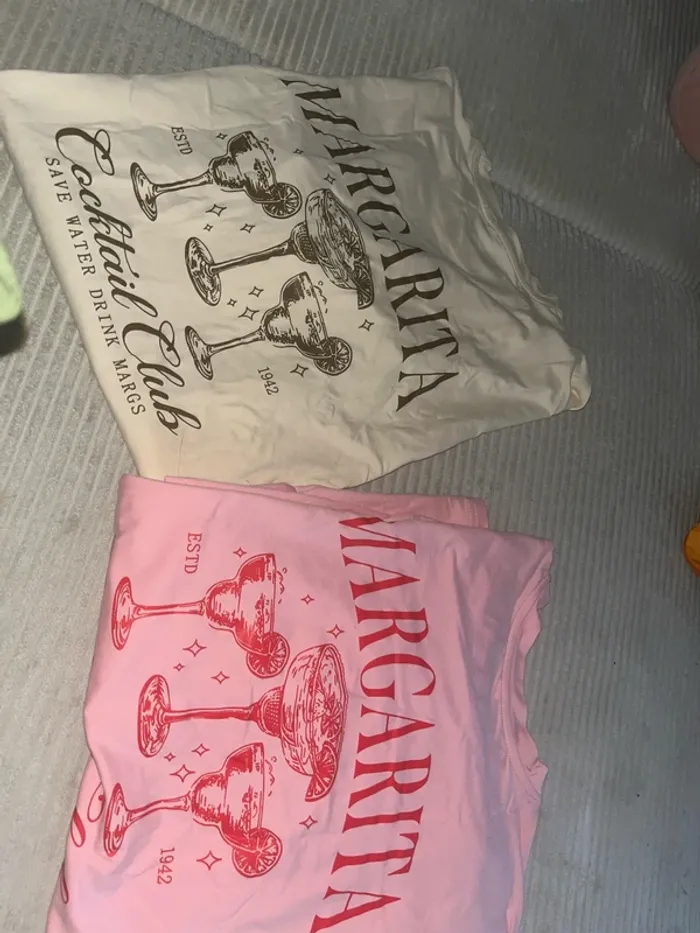 MARGARITA
ESTD
1942
Cocktail Club
SAVE WATER DRINK MARGS
MARGARITA
ESTD
1942